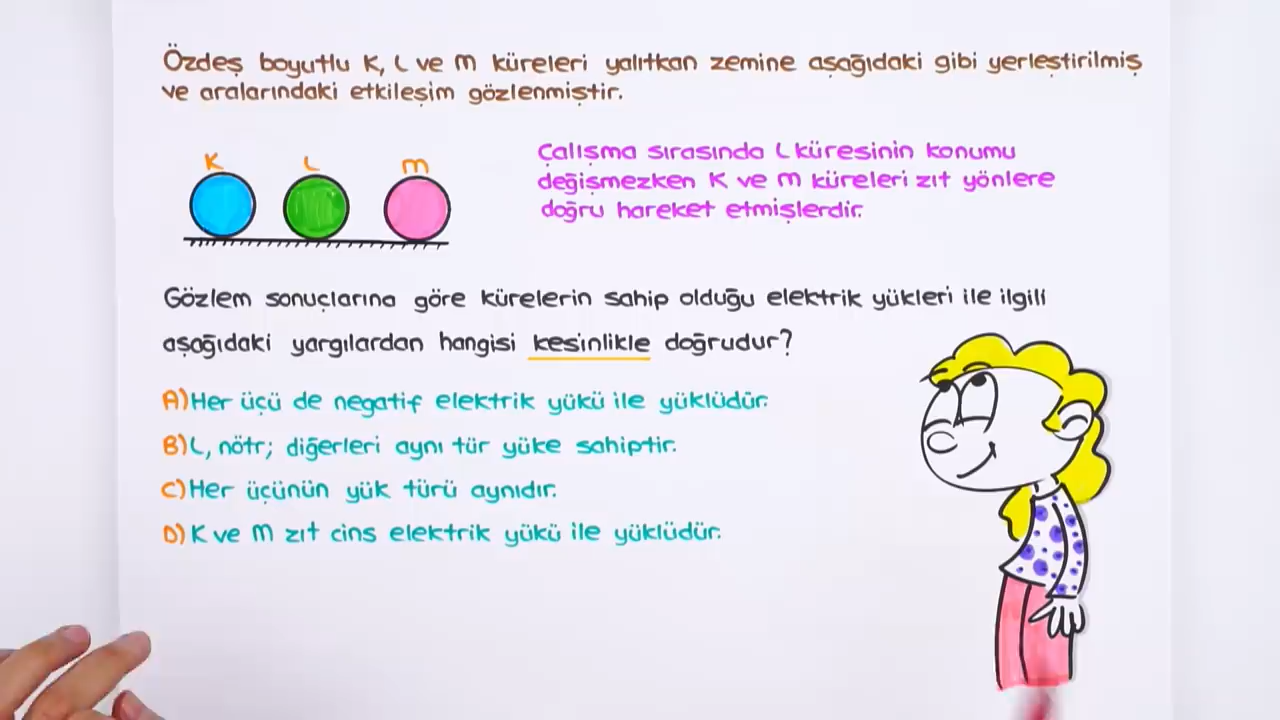 Özdeş boyutlu K, L ve M küreleri yalıtkan zemine aşağıdaki gibi yerleştirilmiş
ve aralarındaki etkileşim gözlenmiştir.
K L M
Çalışma sırasında L küresinin konumu
değişmezken K ve M küreleri zıt yönlere
doğru hareket etmişlerdir.
Gözlem sonuçlarına göre kürelerin sahip olduğu elektrik yükleri ile ilgili
aşağıdaki yargılardan hangisi kesinlikle doğrudur?
A) Her üçü de negatif elektrik yükü ile yüklüdür.
B) L, nötr; diğerleri aynı tür yüke sahiptir.
C) Her üçünün yük türü aynıdır.
D) K ve M zıt cins elektrik yükü ile yüklüdür.